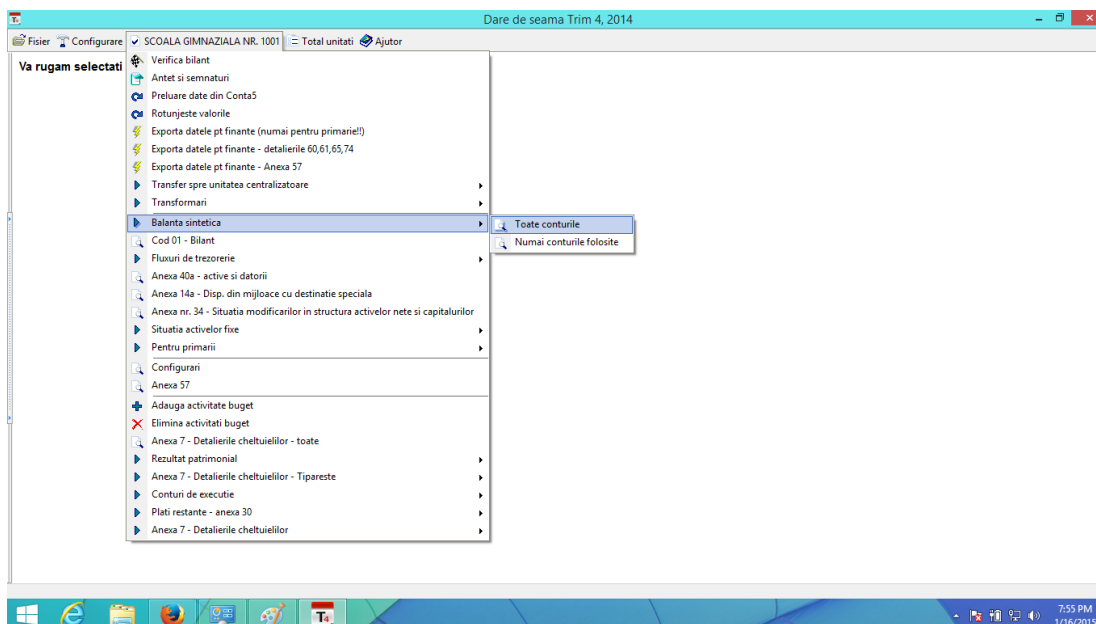 Dare de seama Trim 4, 2014
Fisier Configurare SCOALA GIMNAZIALA NR. 1001 Total unitati Ajutor
Va rugam selectati
Verifica bilant
Antet si semnaturi
Preluare date din Conta5
Rotunjeste valorile
Exporta datele pt finante (numai pentru primarie!!)
Exporta datele pt finante - detalierile 60,61,65,74
Exporta datele pt finante - Anexa 57
Transfer spre unitatea centralizatoare
Transformari
Balanta sintetica
Toate conturile
Numai conturile folosite
Cod 01 - Bilant
Fluxuri de trezorerie
Anexa 40a - active si datorii
Anexa 14a - Disp. din mijloace cu destinatie speciala
Anexa nr. 34 - Situatia modificarilor in structura activelor nete si capitalurilor
Situatia activelor fixe
Pentru primarii
Configurari
Anexa 57
Adauga activitate buget
Elimina activitati buget
Anexa 7 - Detalierile cheltuielilor - toate
Rezultat patrimonial
Anexa 7 - Detalierile cheltuielilor - Tipareste
Conturi de executie
Plati restante - anexa 30
Anexa 7 - Detalierile cheltuielilor
T4
7:55 PM
1/16/2015